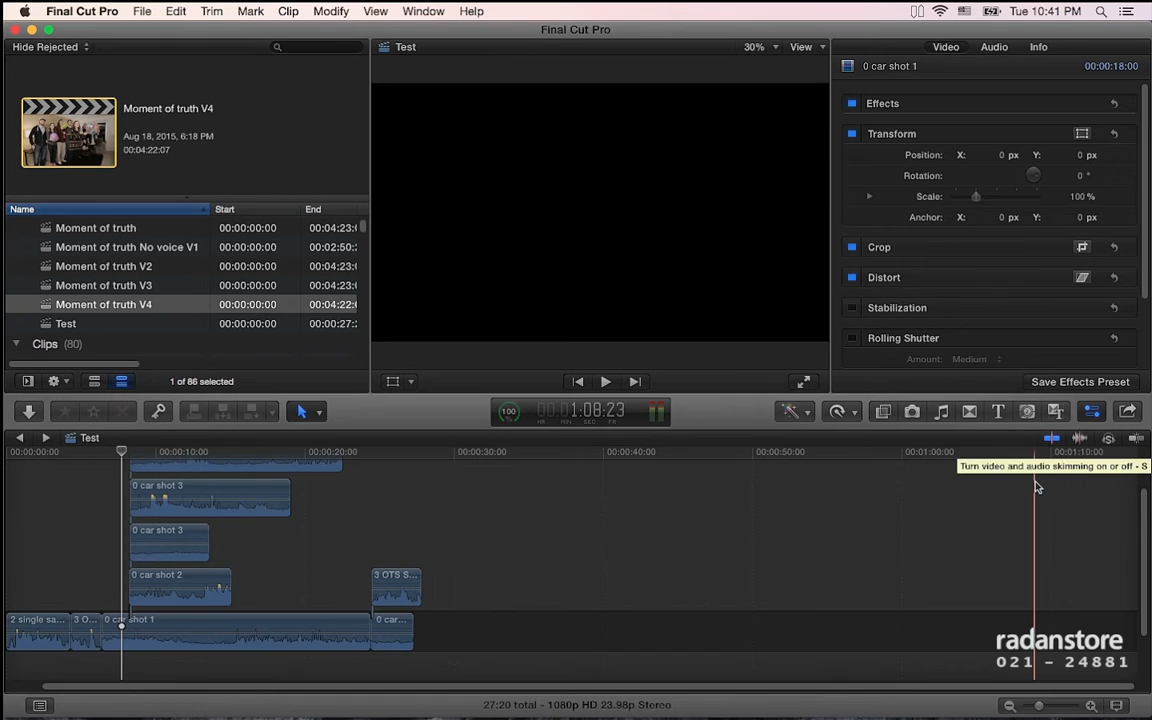 Final Cut Pro File Edit Trim Mark Clip Modify View Window Help Tue 10:41 PM
Final Cut Pro
Hide Rejected
Test 30% View
Video Audio Info
0 car shot 1 00:00:18:00
Moment of truth V4
Aug 18, 2015, 6:18 PM
00:04:22:07
Effects
Transform
Position: X: 0 px Y: 0 px
Rotation: 0 °
Scale: 100 %
Anchor: X: 0 px Y: 0 px
Crop
Distort
Stabilization
Rolling Shutter
Amount: Medium
Save Effects Preset
Name Start End
Moment of truth 00:00:00:00 00:04:23:
Moment of truth No voice V1 00:00:00:00 00:02:50:
Moment of truth V2 00:00:00:00 00:04:23:
Moment of truth V3 00:00:00:00 00:04:23:
Moment of truth V4 00:00:00:00 00:04:22:
Test 00:00:00:00 00:00:27:
Clips (80)
1 of 86 selected
100 1:08:23
HR MIN SEC FR
Test
00:00:00:00 00:00:10:00 00:00:20:00 00:00:30:00 00:00:40:00 00:00:50:00 00:01:00:00 00:01:10:00
Turn video and audio skimming on or off - S
0 car shot 3
0 car shot 3
0 car shot 2 3 OTS S...
2 single sa... 3 O... 0 car shot 1 0 car...
radanstore
021 - 24881
27:20 total - 1080p HD 23.98p Stereo